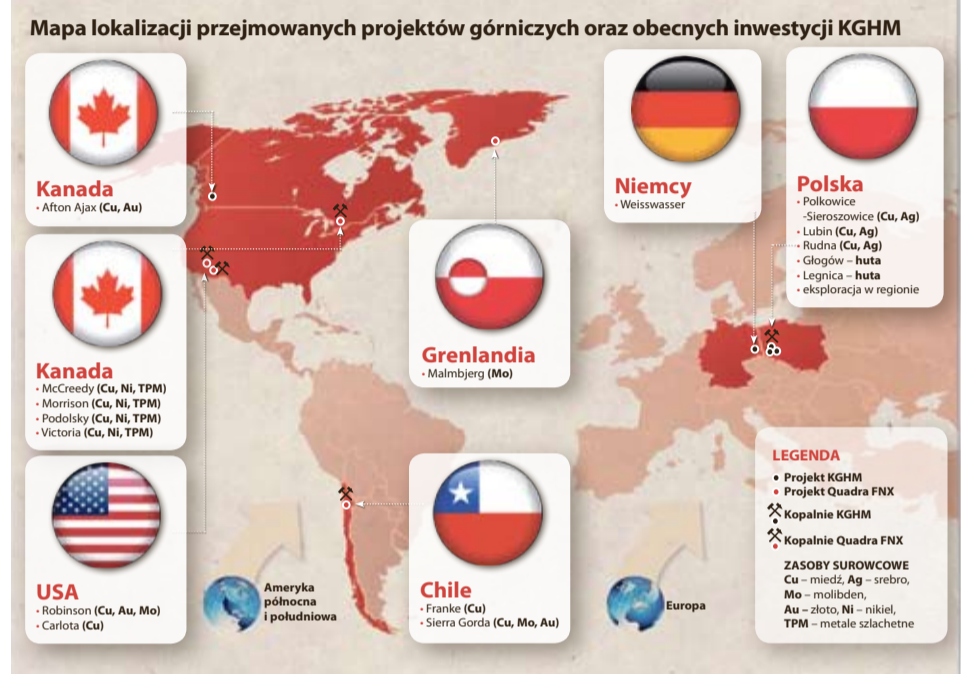 Mapa lokalizacji przejmowanych projektów górniczych oraz obecnych inwestycji KGHM
Kanada
• Afton Ajax (Cu, Au)
Kanada
• McCreedy (Cu, Ni, TPM)
• Morrison (Cu, Ni, TPM)
• Podolsky (Cu, Ni, TPM)
• Victoria (Cu, Ni, TPM)
USA
• Robinson (Cu, Au, Mo)
• Carlota (Cu)
Ameryka
północna
i południowa
Grenlandia
• Malmbjerg (Mo)
Chile
• Franke (Cu)
• Sierra Gorda (Cu, Mo, Au)
Niemcy
• Weisswasser
Polska
• Polkowice
-Sieroszowice (Cu, Ag)
• Lubin (Cu, Ag)
• Rudna (Cu, Ag)
• Głogów – huta
• Legnica – huta
• eksploracja w regionie
Europa
LEGENDA
Projekt KGHM
Projekt Quadra FNX
Kopalnie KGHM
Kopalnie Quadra FNX
ZASOBY SUROWCOWE
Cu – miedź, Ag – srebro,
Mo – molibden,
Au – złoto, Ni – nikiel,
TPM – metale szlachetne